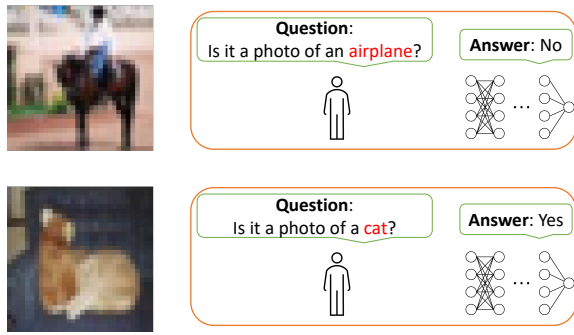 Question:
Is it a photo of an airplane?
Answer: No
...
Question:
Is it a photo of a cat?
Answer: Yes
...